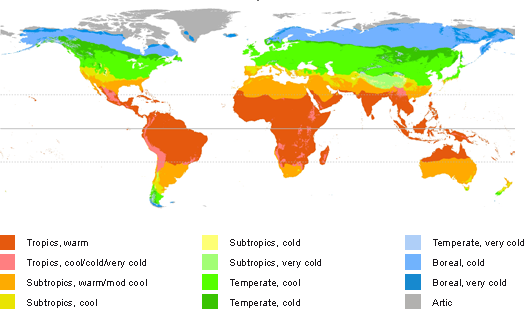 Tropics, warm
Tropics, cool/cold/very cold
Subtropics, warm/mod cool
Subtropics, cool
Subtropics, cold
Subtropics, very cold
Temperate, cool
Temperate, cold
Temperate, very cold
Boreal, cold
Boreal, very cold
Artic